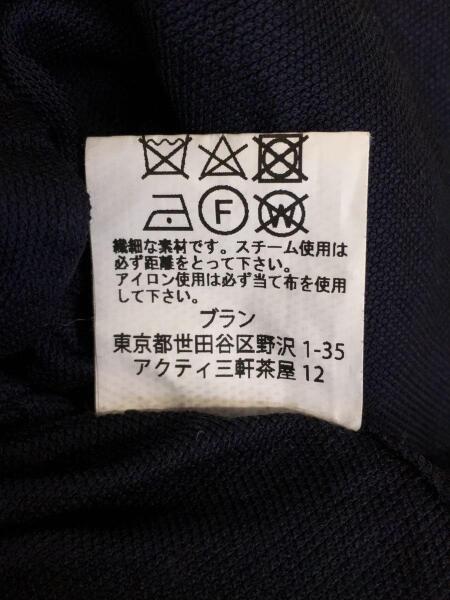 F W
繊細な素材です。スチーム使用は
必ず距離をとって下さい。
アイロン使用は必ず当て布を使用
して下さい。
ブラン
東京都世田谷区野沢 1-35
アクティ三軒茶屋 12